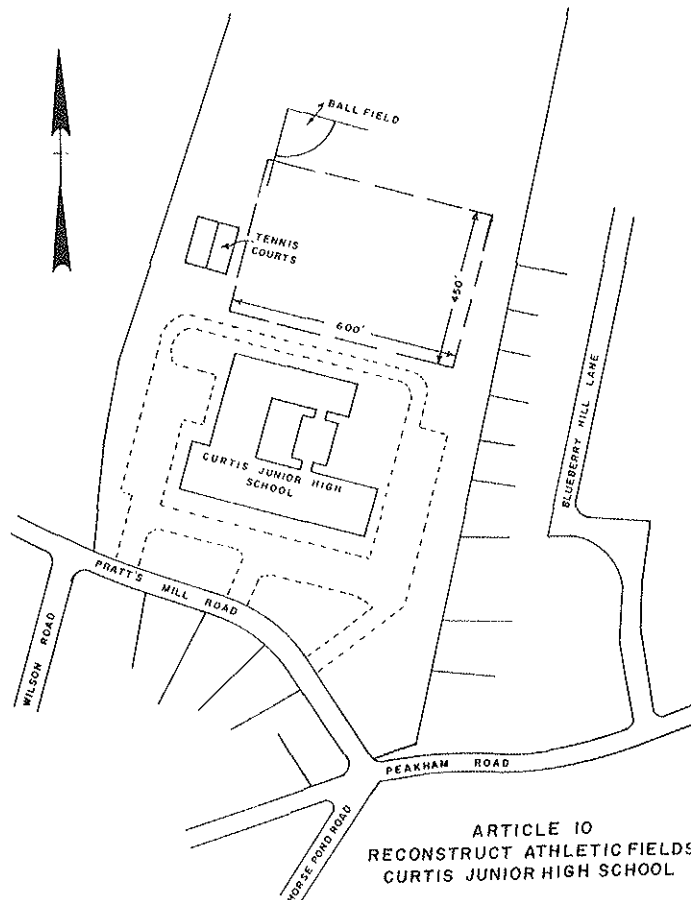 BALL FIELD
TENNIS
COURTS
450'
600'
CURTIS JUNIOR HIGH
SCHOOL
BLUEBERRY HILL LANE
PRATT'S MILL ROAD
WILSON ROAD
PEAKHAM ROAD
HORSE POND ROAD
ARTICLE 10
RECONSTRUCT ATHLETIC FIELDS
CURTIS JUNIOR HIGH SCHOOL